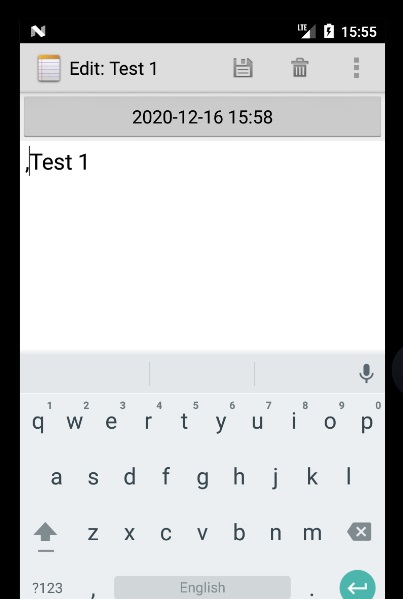 N LTE 15:55
Edit: Test 1
2020-12-16 15:58
,Test 1
1 2 3 4 5 6 7 8 9 0
q w e r t y u i o p
a s d f g h j k l
z x c v b n m
?123 , English .